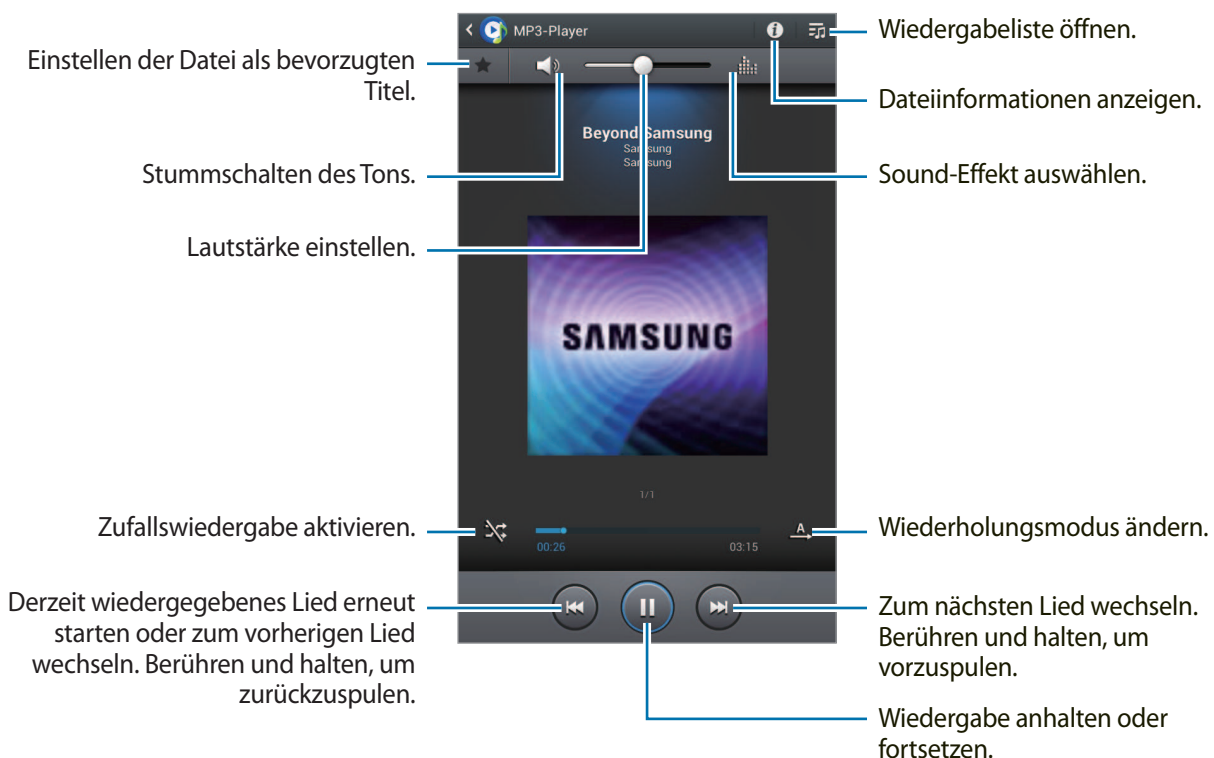 MP3-Player
Wiedergabeliste öffnen.
Einstellen der Datei als bevorzugten
Titel.
Dateiinformationen anzeigen.
Beyond Samsung
Samsung
Samsung
Stummschalten des Tons.
Sound-Effekt auswählen.
Lautstärke einstellen.
SAMSUNG
1/1
Zufallswiedergabe aktivieren.
A
Wiederholungsmodus ändern.
00:26
03:15
Derzeit wiedergegebenes Lied erneut
starten oder zum vorherigen Lied
wechseln. Berühren und halten, um
zurückzuspulen.
Zum nächsten Lied wechseln.
Berühren und halten, um
vorzuspulen.
Wiedergabe anhalten oder
fortsetzen.